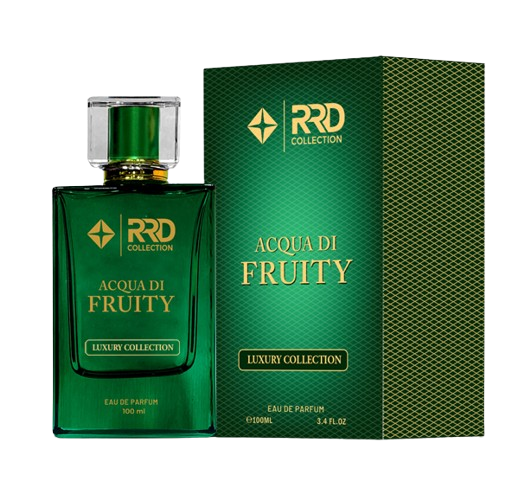 RRD
COLLECTION
ACQUA DI
FRUITY
LUXURY COLLECTION
EAU DE PARFUM
100 ml
RRD
COLLECTION
ACQUA DI
FRUITY
LUXURY COLLECTION
EAU DE PARFUM
℮100ML 3.4 FL.OZ